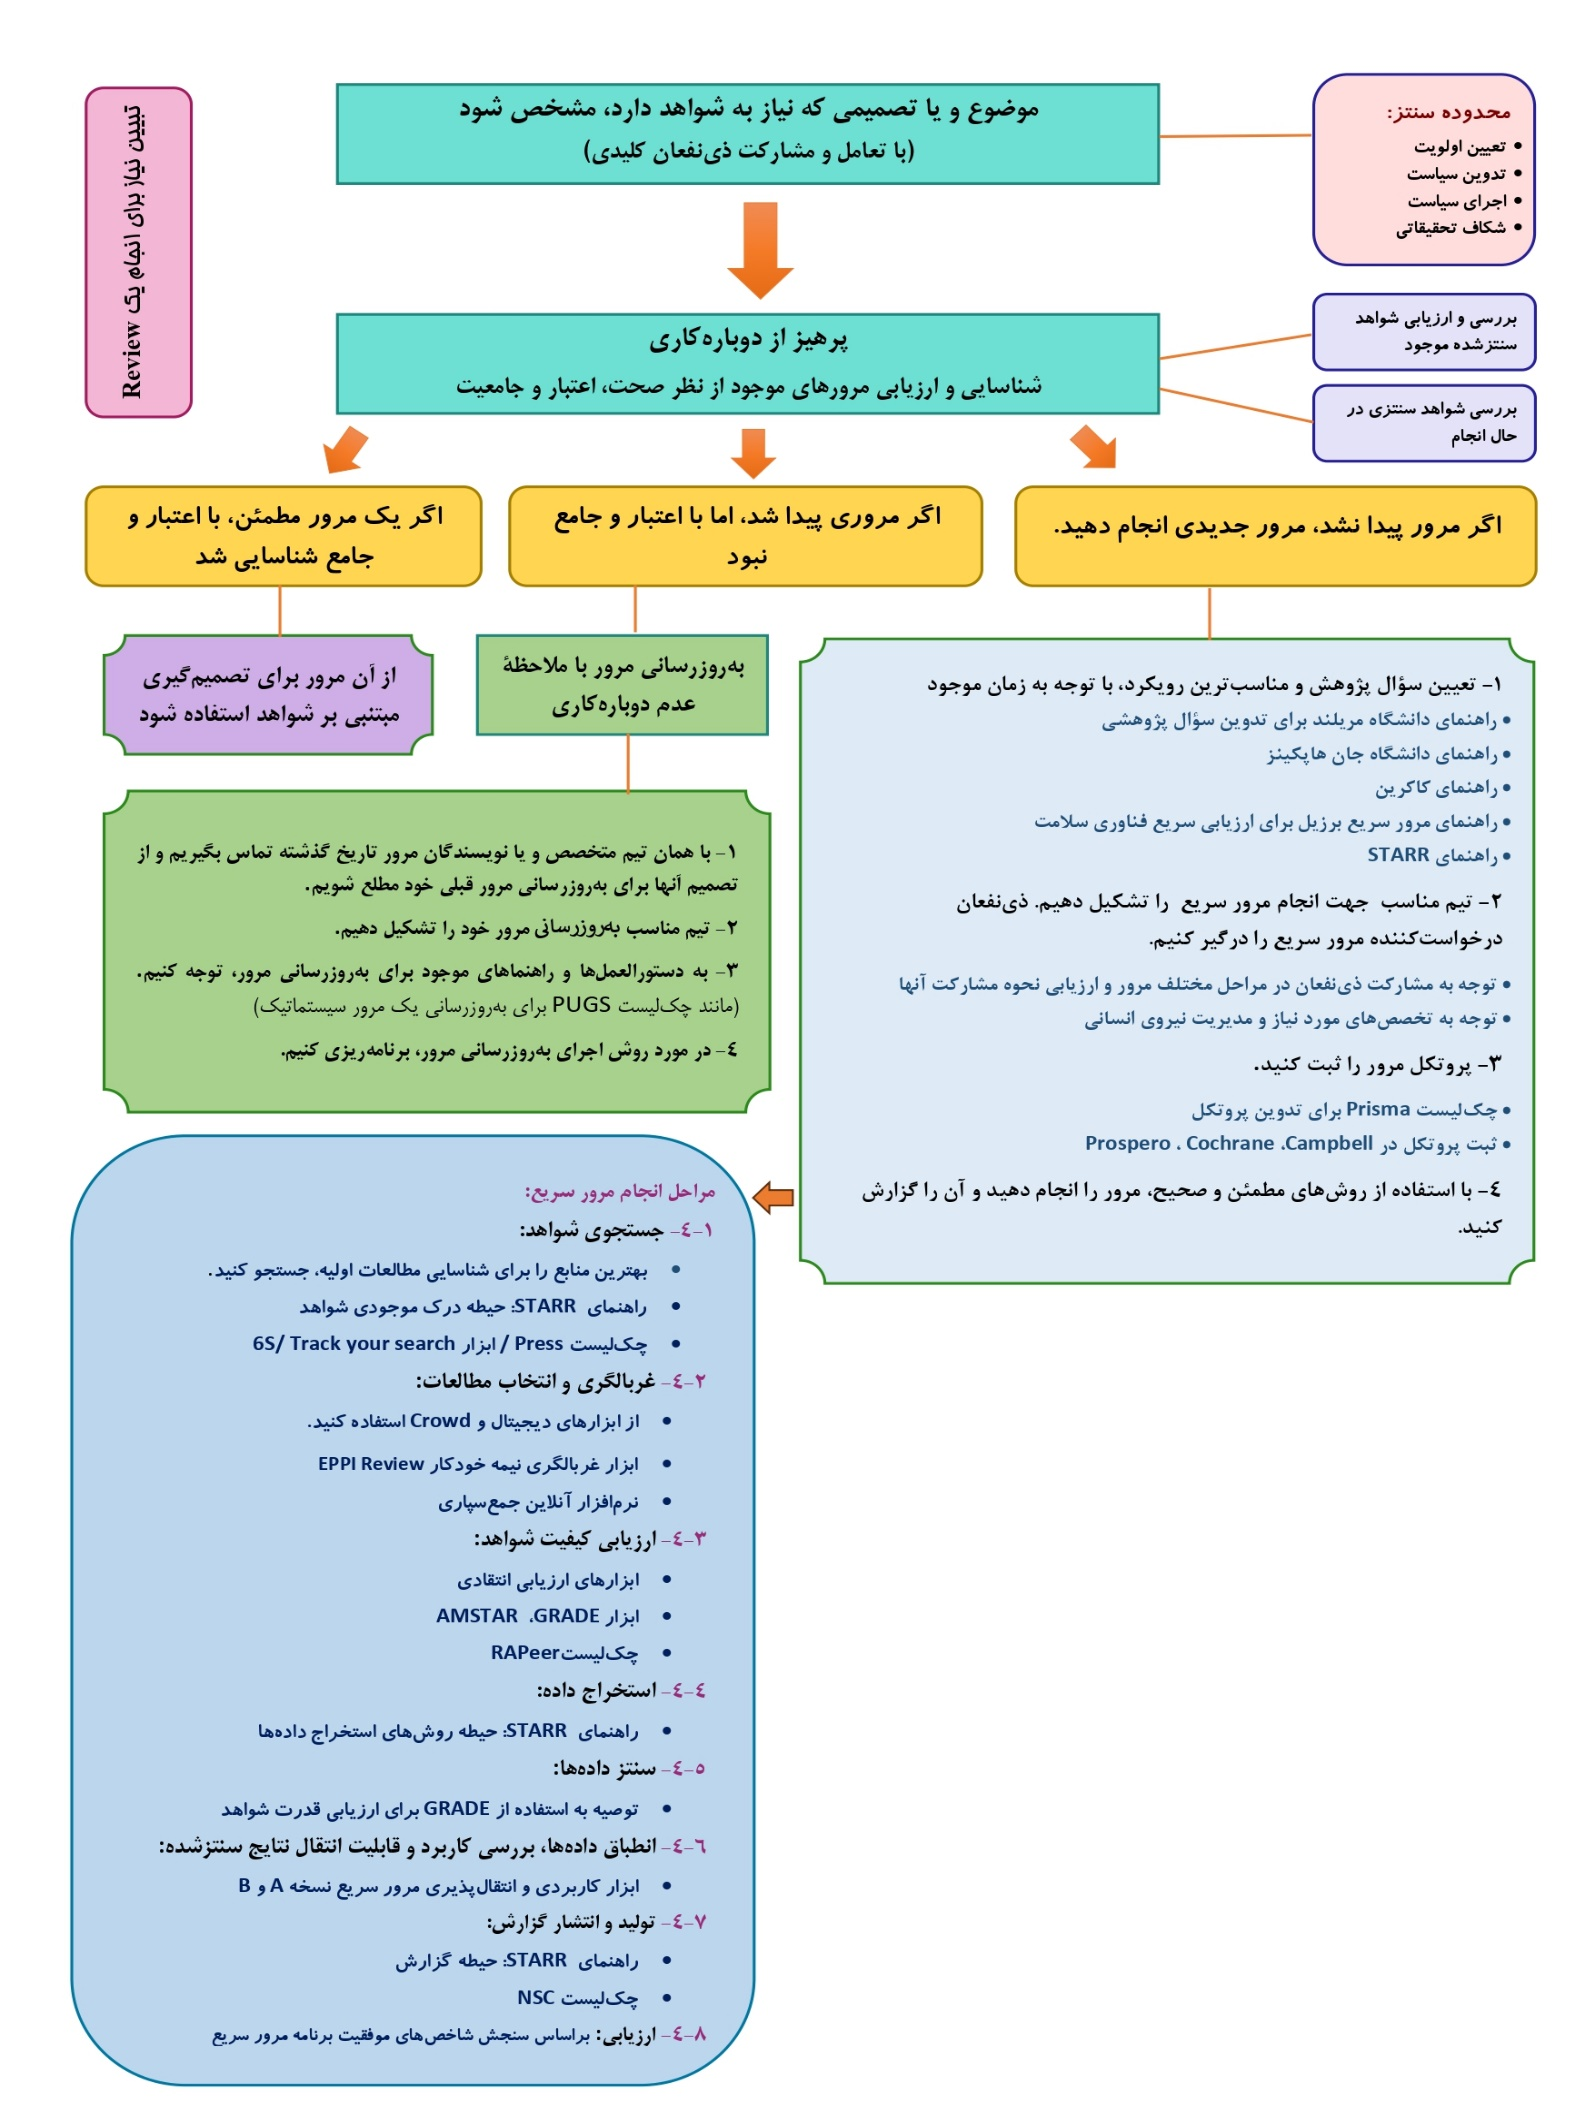 تبیین نیاز برای انجام یک Review
موضوع و یا تصمیمی که نیاز به شواهد دارد، مشخص شود
(با تعامل و مشارکت ذی‌نفعان کلیدی)
محدوده سنتز:
• تعیین اولویت
• تدوین سیاست
• اجرای سیاست
• شکاف تحقیقاتی
پرهیز از دوباره‌کاری
شناسایی و ارزیابی مرورهای موجود از نظر صحت، اعتبار و جامعیت
بررسی و ارزیابی شواهد
سنتزشده موجود
بررسی شواهد سنتزی در
حال انجام
اگر مرور پیدا نشد، مرور جدیدی انجام دهید.
اگر مروری پیدا شد، اما با اعتبار و جامع
نبود
اگر یک مرور مطمئن، با اعتبار و
جامع شناسایی شد
۱- تعیین سؤال پژوهش و مناسب‌ترین رویکرد، با توجه به زمان موجود
• راهنمای دانشگاه مریلند برای تدوین سؤال پژوهشی
• راهنمای دانشگاه جان هاپکینز
• راهنمای کاکرین
• راهنمای مرور سریع برزیل برای ارزیابی سریع فناوری سلامت
• راهنمای STARR
۲- تیم مناسب جهت انجام مرور سریع را تشکیل دهیم. ذی‌نفعان
درخواست‌کننده مرور سریع را درگیر کنیم.
• توجه به مشارکت ذی‌نفعان در مراحل مختلف مرور و ارزیابی نحوه مشارکت آنها
• توجه به تخصص‌های مورد نیاز و مدیریت نیروی انسانی
۳- پروتکل مرور را ثبت کنید.
• چک‌لیست Prisma برای تدوین پروتکل
• ثبت پروتکل در Prospero ، Cochrane ،Campbell
۴- با استفاده از روش‌های مطمئن و صحیح، مرور را انجام دهید و آن را گزارش
کنید.
به‌روزرسانی مرور با ملاحظهٔ
عدم دوباره‌کاری
از آن مرور برای تصمیم‌گیری
مبتنبی بر شواهد استفاده شود
۱- با همان تیم متخصص و یا نویسندگان مرور تاریخ گذشته تماس بگیریم و از
تصمیم آنها برای به‌روزرسانی مرور قبلی خود مطلع شویم.
۲- تیم مناسب به‌روزرسانی مرور خود را تشکیل دهیم.
۳- به دستورالعمل‌ها و راهنماهای موجود برای به‌روزرسانی مرور، توجه کنیم.
(مانند چک‌لیست PUGS برای به‌روزرسانی یک مرور سیستماتیک)
۴- در مورد روش اجرای به‌روزرسانی مرور، برنامه‌ریزی کنیم.
مراحل انجام مرور سریع:
۴-۱- جستجوی شواهد:
• بهترین منابع را برای شناسایی مطالعات اولیه، جستجو کنید.
• راهنمای STARR: حیطه درک موجودی شواهد
• چک‌لیست Press / ابزار 6S/ Track your search
۴-۲- غربالگری و انتخاب مطالعات:
• از ابزارهای دیجیتال و Crowd استفاده کنید.
• ابزار غربالگری نیمه خودکار EPPI Review
• نرم‌افزار آنلاین جمع‌سپاری
۴-۳- ارزیابی کیفیت شواهد:
• ابزارهای ارزیابی انتقادی
• ابزار AMSTAR ،GRADE
• چک‌لیست RAPeer
۴-۴- استخراج داده:
• راهنمای STARR: حیطه روش‌های استخراج داده‌ها
۴-۵- سنتز داده‌ها:
• توصیه به استفاده از GRADE برای ارزیابی قدرت شواهد
۴-۶- انطباق داده‌ها، بررسی کاربرد و قابلیت انتقال نتایج سنتزشده:
• ابزار کاربردی و انتقال‌پذیری مرور سریع نسخه A و B
۴-۷- تولید و انتشار گزارش:
• راهنمای STARR: حیطه گزارش
• چک‌لیست NSC
۴-۸- ارزیابی: براساس سنجش شاخص‌های موفقیت برنامه مرور سریع